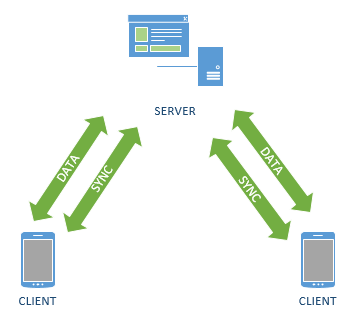 SERVER
DATA
SYNC
SYNC
DATA
CLIENT
CLIENT